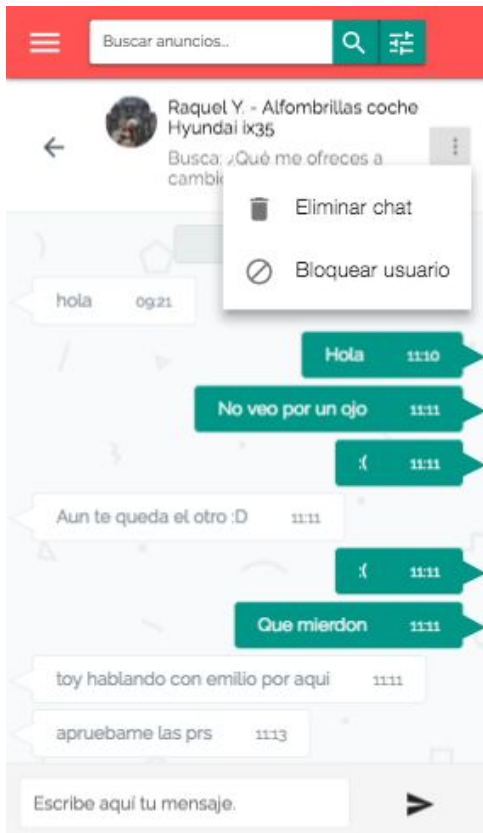 Buscar anuncios..
Raquel Y. - Alfombrillas coche
Hyundai ix35
Busca: ¿Qué me ofreces a
Eliminar chat
Bloquear usuario
hola 09:21
Hola 11:10
No veo por un ojo 11:11
:( 11:11
Aun te queda el otro :D 11:11
:( 11:11
Que mierdon 11:11
toy hablando con emilio por aqui 11:11
apruebame las prs 11:13
Escribe aquí tu mensaje.